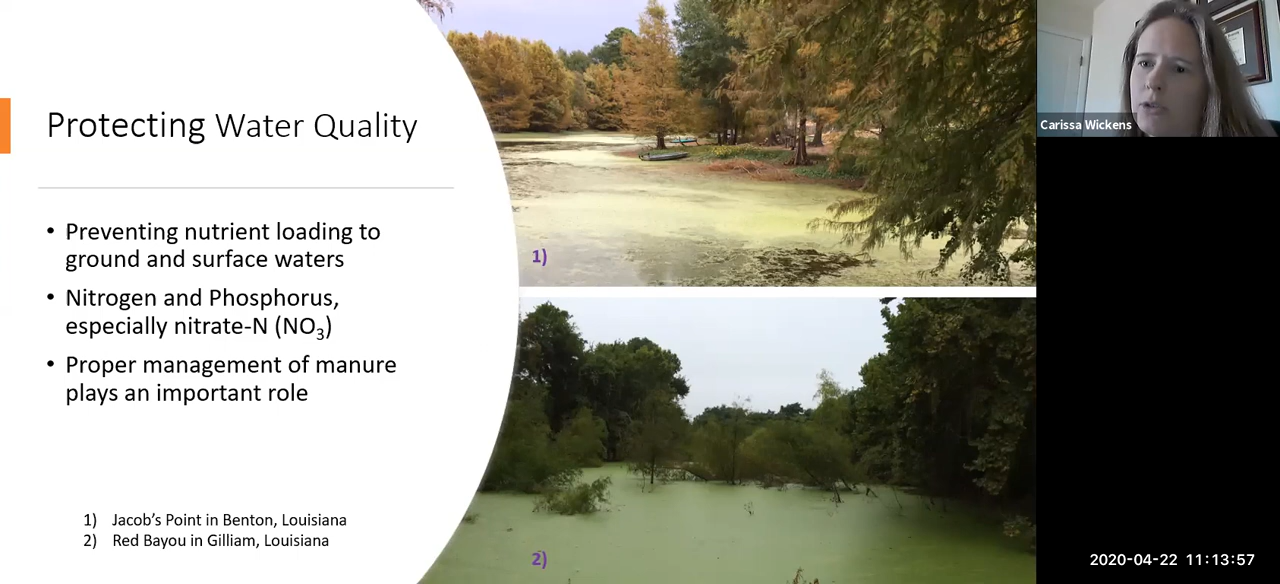 Protecting Water Quality
• Preventing nutrient loading to
ground and surface waters
• Nitrogen and Phosphorus,
especially nitrate-N (NO₃)
• Proper management of manure
plays an important role
1) Jacob's Point in Benton, Louisiana
2) Red Bayou in Gilliam, Louisiana
1)
2)
Carissa Wickens
2020-04-22 11:13:57